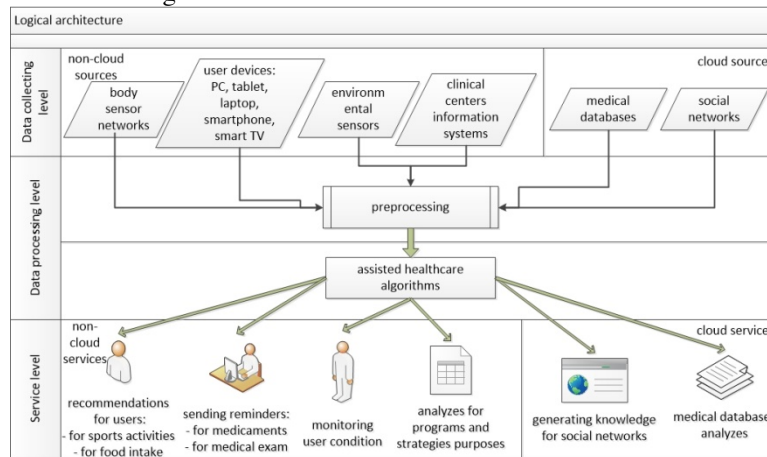 Logical architecture
Data collecting level
non-cloud
sources
body
sensor
networks
user devices:
PC, tablet,
laptop,
smartphone,
smart TV
environm
ental
sensors
clinical
centers
information
systems
cloud source
medical
databases
social
networks
Data processing level
preprocessing
assisted healthcare
algorithms
Service level
non-
cloud
services
recommendations
for users:
- for sports activities
- for food intake
sending reminders:
- for medicaments
- for medical exam
monitoring
user condition
analyzes for
programs and
strategies purposes
cloud service
generating knowledge
for social networks
medical database
analyzes